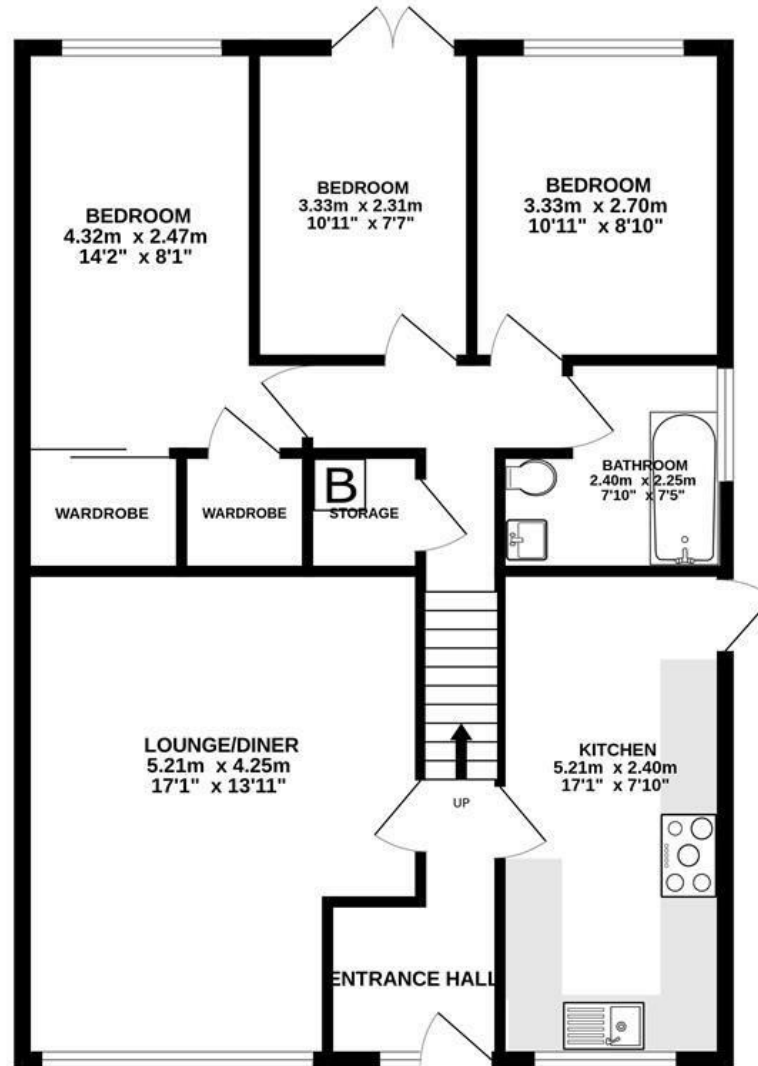 BEDROOM
4.32m x 2.47m
14'2" x 8'1"
BEDROOM
3.33m x 2.31m
10'11" x 7'7"
BEDROOM
3.33m x 2.70m
10'11" x 8'10"
BATHROOM
2.40m x 2.25m
7'10" x 7'5"
WARDROBE
WARDROBE
B
STORAGE
LOUNGE/DINER
5.21m x 4.25m
17'1" x 13'11"
KITCHEN
5.21m x 2.40m
17'1" x 7'10"
UP
ENTRANCE HALL